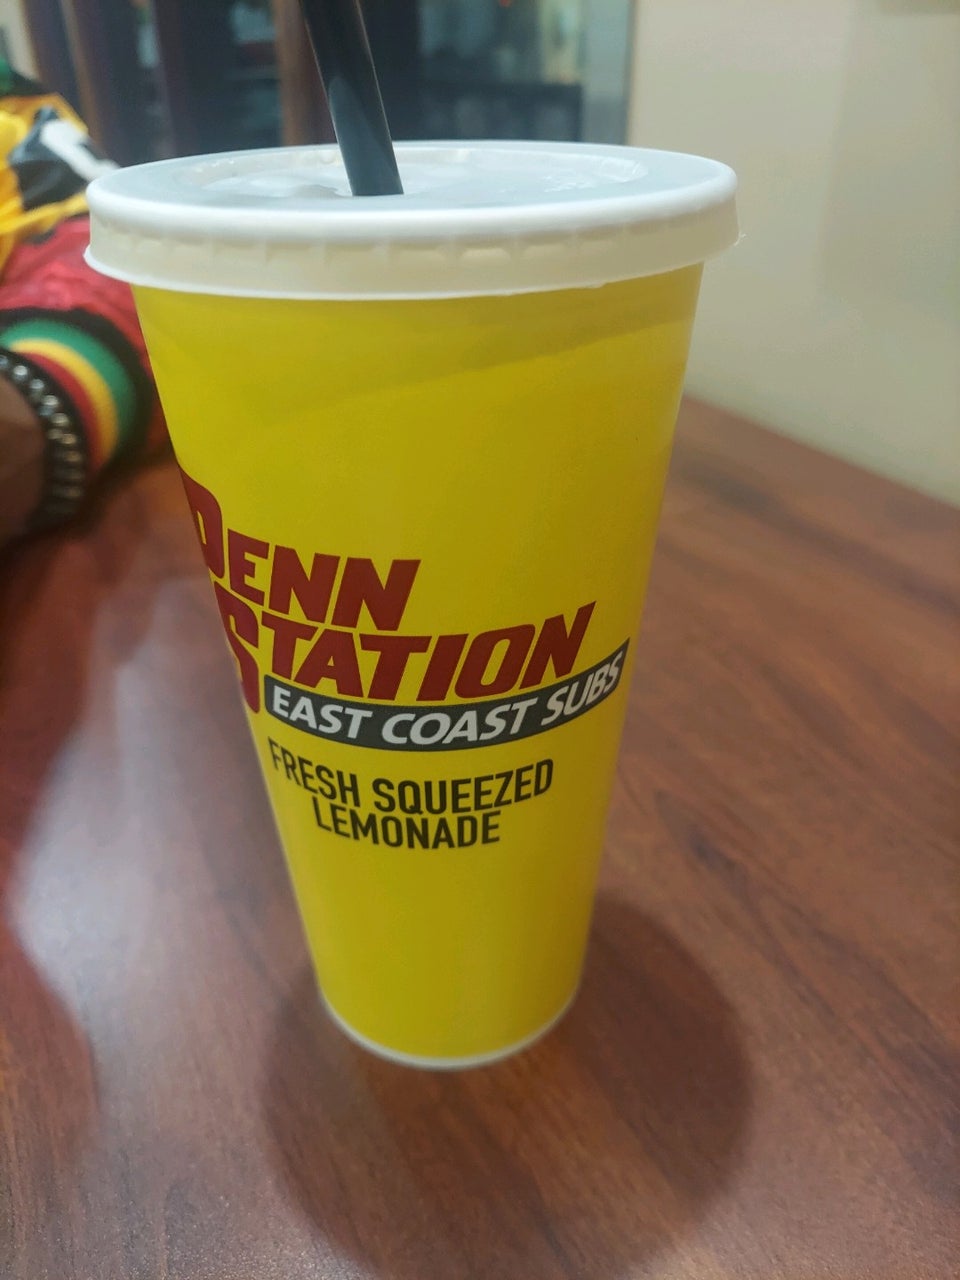 PENN
STATION
EAST COAST SUBS
FRESH SQUEEZED
LEMONADE